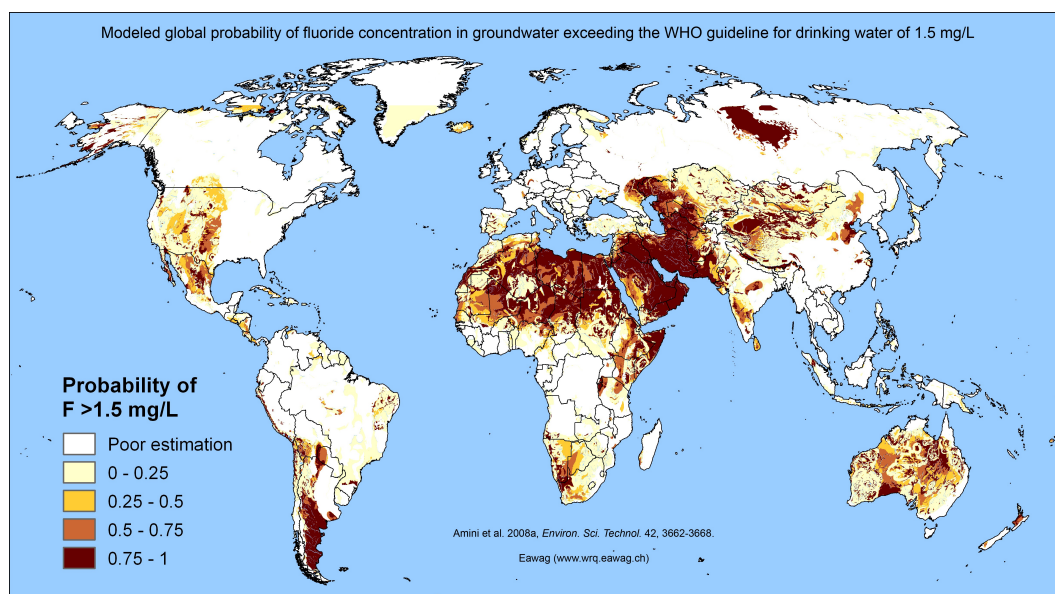 Modeled global probability of fluoride concentration in groundwater exceeding the WHO guideline for drinking water of 1.5 mg/L
Probability of
F >1.5 mg/L
Poor estimation
0 - 0.25
0.25 - 0.5
0.5 - 0.75
0.75 - 1
Amini et al. 2008a, Environ. Sci. Technol. 42, 3662-3668.
Eawag (www.wrq.eawag.ch)